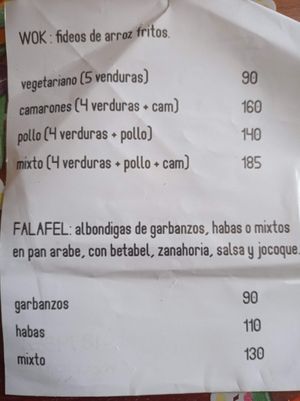 WOK : fideos de arroz fritos.
vegetariano (5 venduras) 90
camarones (4 verduras + cam) 160
pollo (4 verduras + pollo) 140
mixto (4 verduras + pollo + cam) 185
FALAFEL: albondigas de garbanzos, habas o mixtos
en pan arabe, con betabel, zanahoria, salsa y jocoque.
garbanzos 90
habas 110
mixto 130